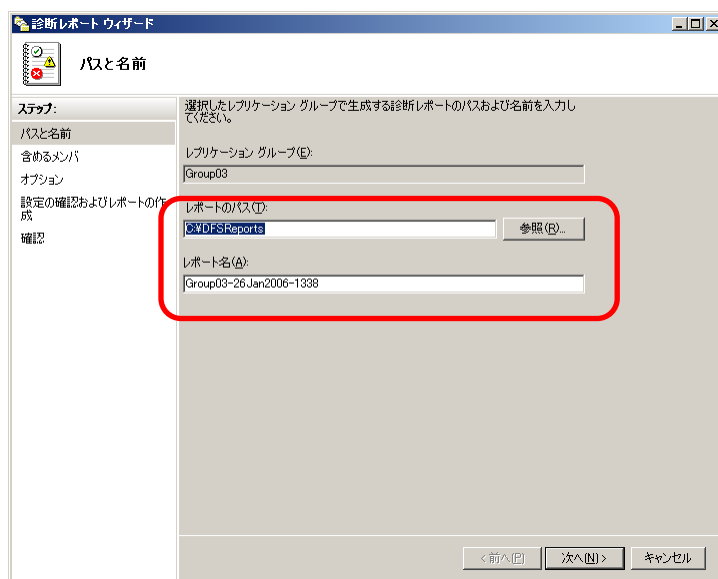 診断レポート ウィザード
パスと名前
ステップ:
パスと名前
含めるメンバ
オプション
設定の確認およびレポートの作
成
確認
選択したレプリケーション グループで生成する診断レポートのパスおよび名前を入力し
てください。
レプリケーション グループ(E):
Group03
レポートのパス(T):
C:¥DFSReports
参照(R)...
レポート名(A):
Group03-26Jan2006-1338
< 前へ(P)
次へ(N) >
キャンセル